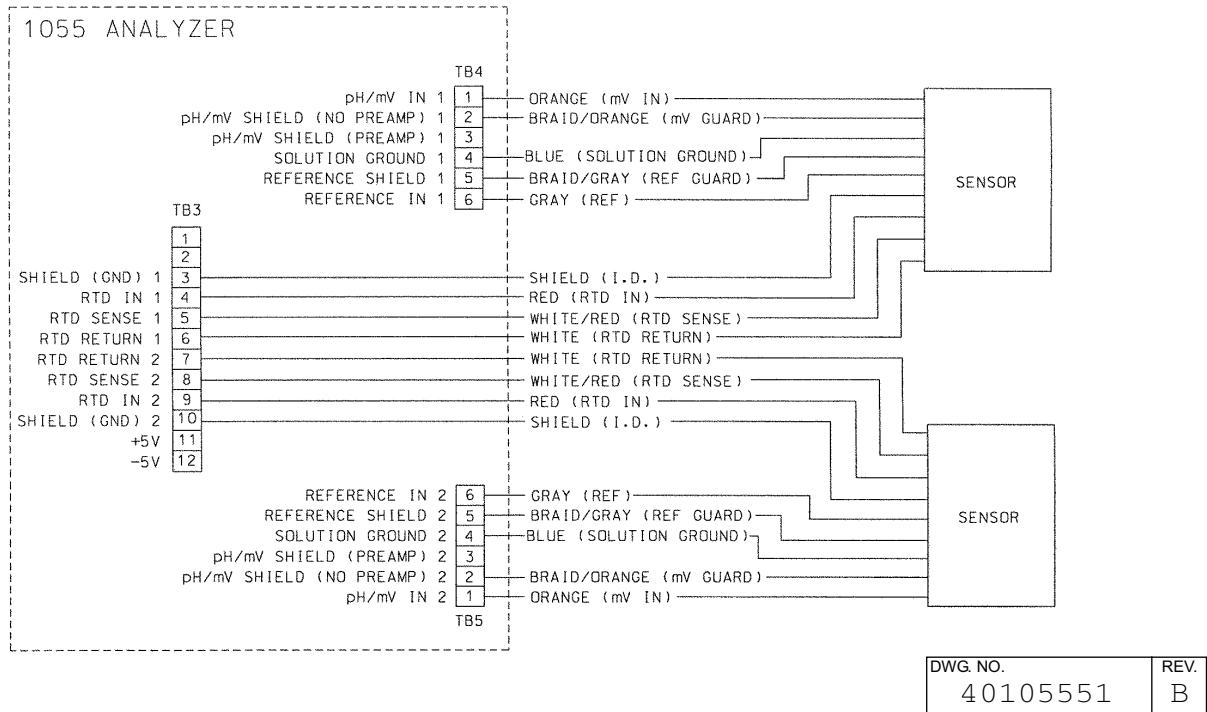 1055 ANALYZER
TB4
pH/mV IN 1 1 ORANGE (mV IN)
pH/mV SHIELD (NO PREAMP) 1 2 BRAID/ORANGE (mV GUARD)
pH/mV SHIELD (PREAMP) 1 3
SOLUTION GROUND 1 4 BLUE (SOLUTION GROUND)
REFERENCE SHIELD 1 5 BRAID/GRAY (REF GUARD)
REFERENCE IN 1 6 GRAY (REF)
SENSOR
TB3
1
2
SHIELD (GND) 1 3 SHIELD (I.D.)
RTD IN 1 4 RED (RTD IN)
RTD SENSE 1 5 WHITE/RED (RTD SENSE)
RTD RETURN 1 6 WHITE (RTD RETURN)
RTD RETURN 2 7 WHITE (RTD RETURN)
RTD SENSE 2 8 WHITE/RED (RTD SENSE)
RTD IN 2 9 RED (RTD IN)
SHIELD (GND) 2 10 SHIELD (I.D.)
+5V 11
-5V 12
REFERENCE IN 2 6 GRAY (REF)
REFERENCE SHIELD 2 5 BRAID/GRAY (REF GUARD)
SOLUTION GROUND 2 4 BLUE (SOLUTION GROUND)
pH/mV SHIELD (PREAMP) 2 3
pH/mV SHIELD (NO PREAMP) 2 2 BRAID/ORANGE (mV GUARD)
pH/mV IN 2 1 ORANGE (mV IN)
TB5
SENSOR
DWG. NO.
40105551
REV.
B